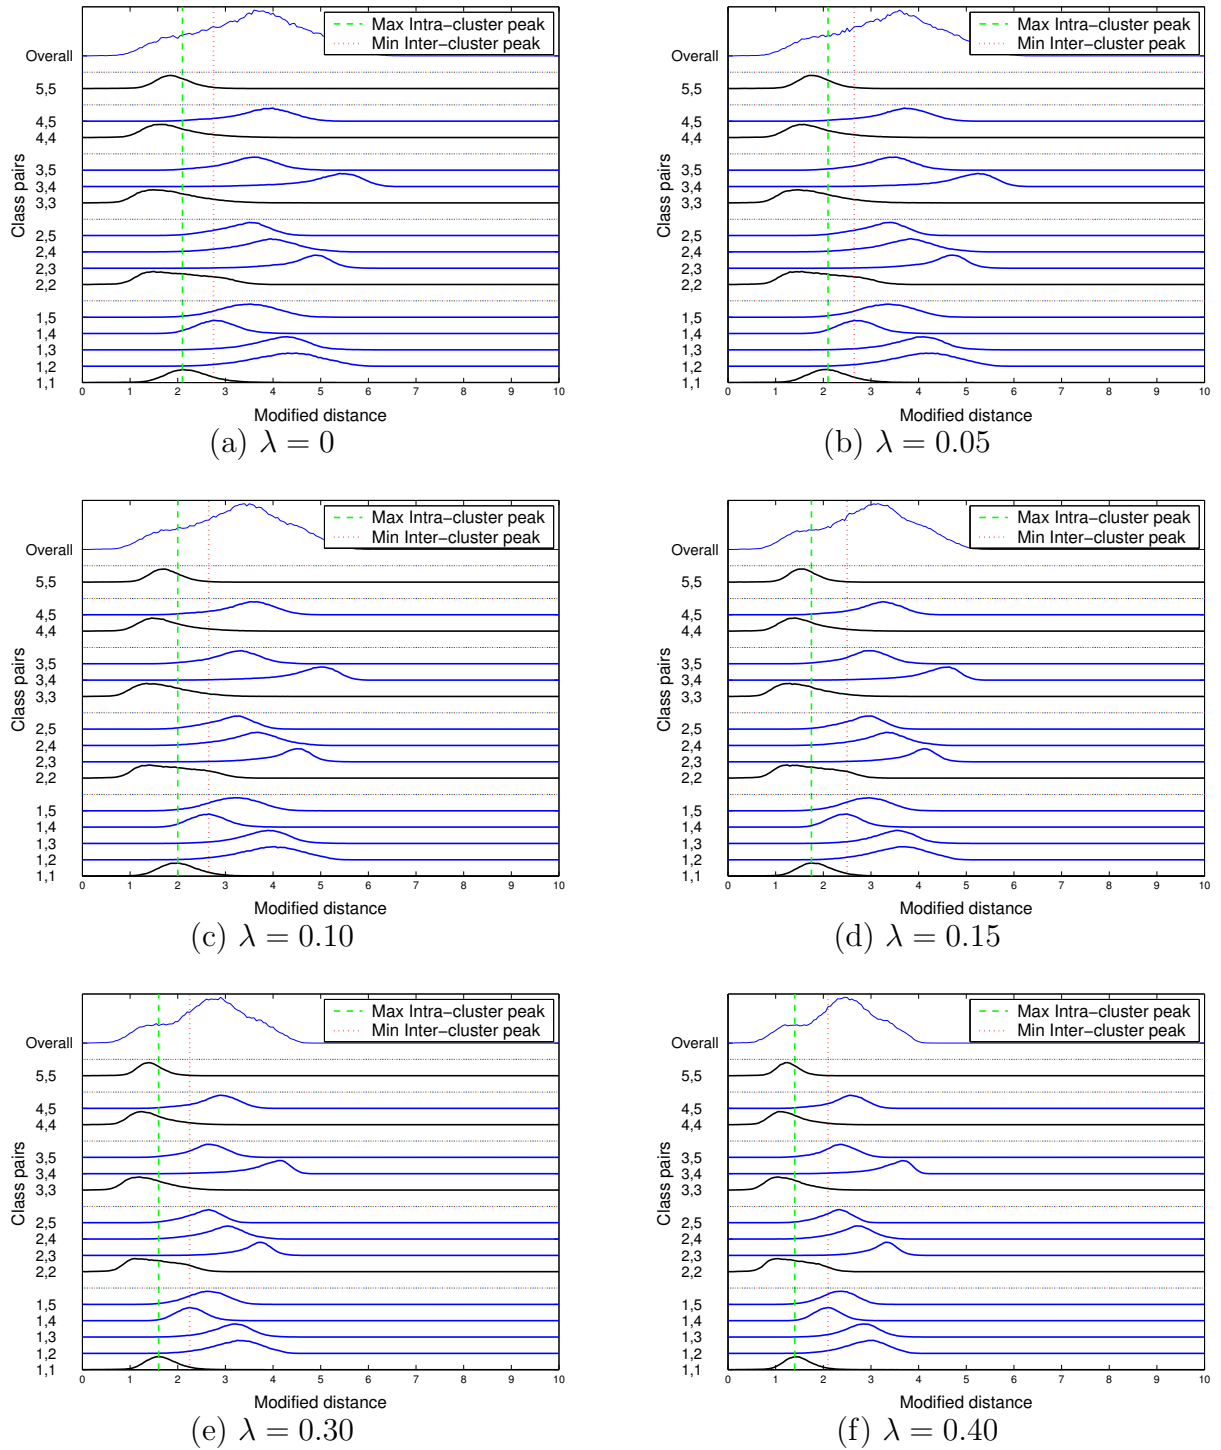 Max Intra-cluster peak
Min Inter-cluster peak
Overall
5,5
4,5
4,4
3,5
3,4
3,3
2,5
2,4
2,3
2,2
1,5
1,4
1,3
1,2
1,1
Class pairs
0 1 2 3 4 5 6 7 8 9 10
Modified distance
(a) λ = 0
Max Intra-cluster peak
Min Inter-cluster peak
Overall
5,5
4,5
4,4
3,5
3,4
3,3
2,5
2,4
2,3
2,2
1,5
1,4
1,3
1,2
1,1
Class pairs
0 1 2 3 4 5 6 7 8 9 10
Modified distance
(b) λ = 0.05
Max Intra-cluster peak
Min Inter-cluster peak
Overall
5,5
4,5
4,4
3,5
3,4
3,3
2,5
2,4
2,3
2,2
1,5
1,4
1,3
1,2
1,1
Class pairs
0 1 2 3 4 5 6 7 8 9 10
Modified distance
(c) λ = 0.10
Max Intra-cluster peak
Min Inter-cluster peak
Overall
5,5
4,5
4,4
3,5
3,4
3,3
2,5
2,4
2,3
2,2
1,5
1,4
1,3
1,2
1,1
Class pairs
0 1 2 3 4 5 6 7 8 9 10
Modified distance
(d) λ = 0.15
Max Intra-cluster peak
Min Inter-cluster peak
Overall
5,5
4,5
4,4
3,5
3,4
3,3
2,5
2,4
2,3
2,2
1,5
1,4
1,3
1,2
1,1
Class pairs
0 1 2 3 4 5 6 7 8 9 10
Modified distance
(e) λ = 0.30
Max Intra-cluster peak
Min Inter-cluster peak
Overall
5,5
4,5
4,4
3,5
3,4
3,3
2,5
2,4
2,3
2,2
1,5
1,4
1,3
1,2
1,1
Class pairs
0 1 2 3 4 5 6 7 8 9 10
Modified distance
(f) λ = 0.40